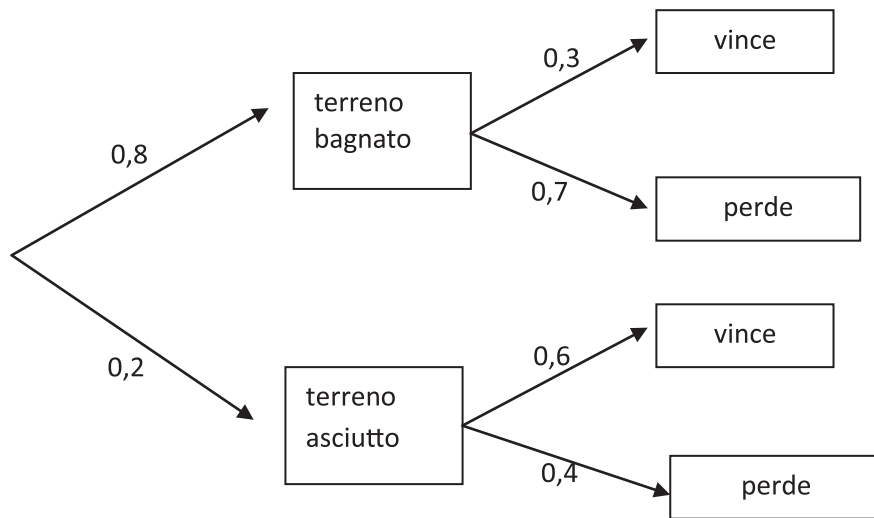 vince
0,3
terreno
bagnato
0,8
0,7
perde
vince
0,6
0,2
terreno
asciutto
0,4
perde